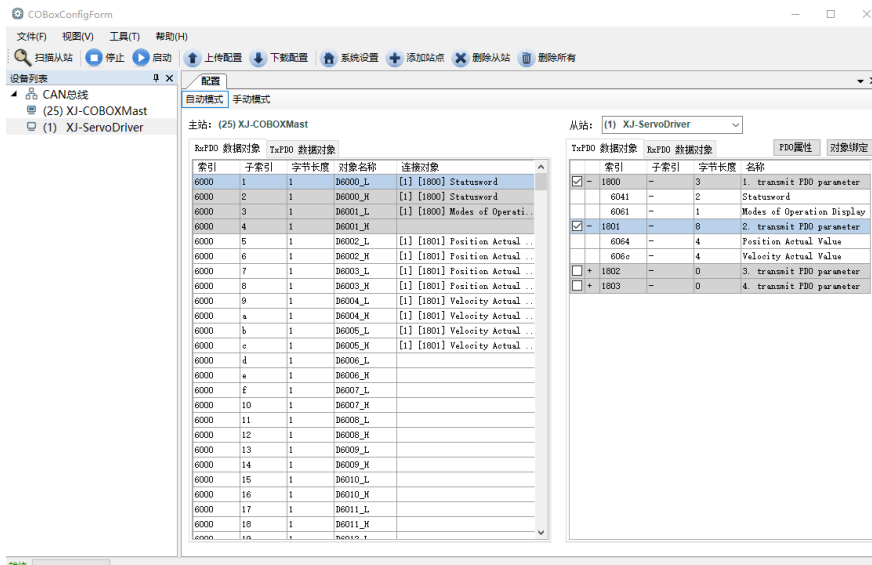 COBoxConfigForm
文件(F) 视图(V) 工具(T) 帮助(H)
扫描从站 停止 启动 上传配置 下载配置 系统设置 添加站点 删除从站 删除所有
设备列表
CAN总线
(25) XJ-COBOXMast
(1) XJ-ServoDriver
配置
自动模式 手动模式
主站: (25) XJ-COBOXMast
RxPDO 数据对象 TxPDO 数据对象
索引 子索引 字节长度 对象名称 连接对象
6000 1 1 D6000_L [1] [1800] Statusword
6000 2 1 D6000_H [1] [1800] Statusword
6000 3 1 D6001_L [1] [1800] Modes of Operati..
6000 4 1 D6001_H
6000 5 1 D6002_L [1] [1801] Position Actual ..
6000 6 1 D6002_H [1] [1801] Position Actual ..
6000 7 1 D6003_L [1] [1801] Position Actual ..
6000 8 1 D6003_H [1] [1801] Position Actual ..
6000 9 1 D6004_L [1] [1801] Velocity Actual ..
6000 a 1 D6004_H [1] [1801] Velocity Actual ..
6000 b 1 D6005_L [1] [1801] Velocity Actual ..
6000 c 1 D6005_H [1] [1801] Velocity Actual ..
6000 d 1 D6006_L
6000 e 1 D6006_H
6000 f 1 D6007_L
6000 10 1 D6007_H
6000 11 1 D6008_L
6000 12 1 D6008_H
6000 13 1 D6009_L
6000 14 1 D6009_H
6000 15 1 D6010_L
6000 16 1 D6010_H
6000 17 1 D6011_L
6000 18 1 D6011_H
6000 19 1 D6012_L
从站: (1) XJ-ServoDriver
TxPDO 数据对象 RxPDO 数据对象 PDO属性 对象绑定
索引 子索引 字节长度 名称
- 1800 - 3 1. transmit PDO parameter
6041 - 2 Statusword
6061 - 1 Modes of Operation Display
- 1801 - 8 2. transmit PDO parameter
6064 - 4 Position Actual Value
606c - 4 Velocity Actual Value
+ 1802 - 0 3. transmit PDO parameter
+ 1803 - 0 4. transmit PDO parameter